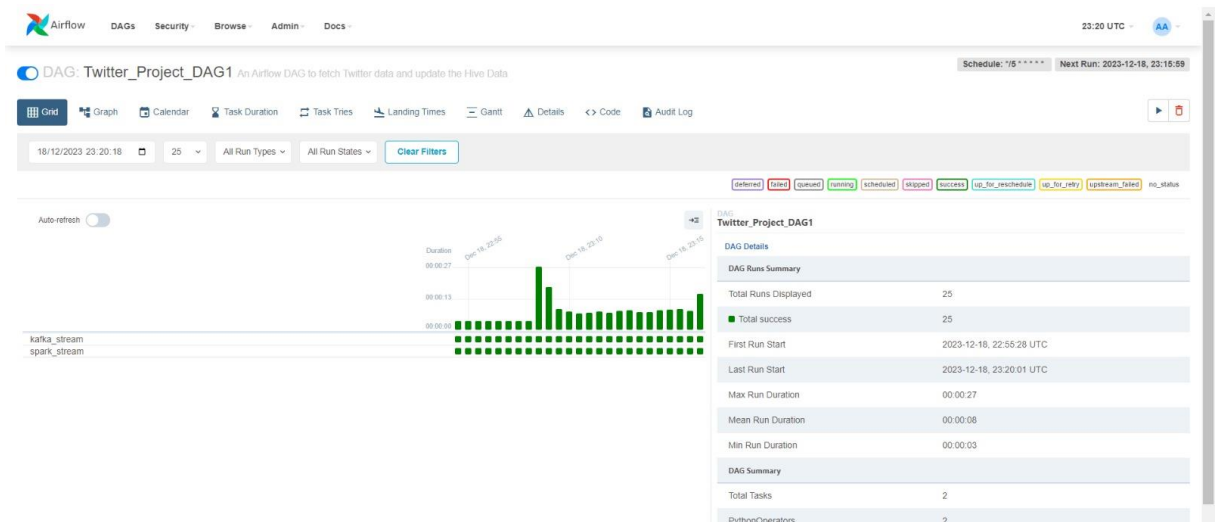 Airflow DAGs Security Browse Admin Docs 23:20 UTC AA
DAG: Twitter_Project_DAG1 An Airflow DAG to fetch Twitter data and update the Hive Data
Schedule: */5 * * * * * Next Run: 2023-12-18, 23:15:59
Grid Graph Calendar Task Duration Task Tries Landing Times Gantt Details <> Code Audit Log
18/12/2023 23:20:18 25 All Run Types All Run States Clear Filters
deferred failed queued running scheduled skipped success up_for_reschedule up_for_retry upstream_failed no_status
Auto-refresh
Duration
Dec 18, 22:55
Dec 18, 23:15
Dec 18, 23:15
00:00:27
00:00:13
00:00:00
kafka_stream
spark_stream
DAG
Twitter_Project_DAG1
DAG Details
DAG Runs Summary
Total Runs Displayed 25
Total success 25
First Run Start 2023-12-18, 22:55:28 UTC
Last Run Start 2023-12-18, 23:20:01 UTC
Max Run Duration 00:00:27
Mean Run Duration 00:00:08
Min Run Duration 00:00:03
DAG Summary
Total Tasks 2
PythonOperators 2